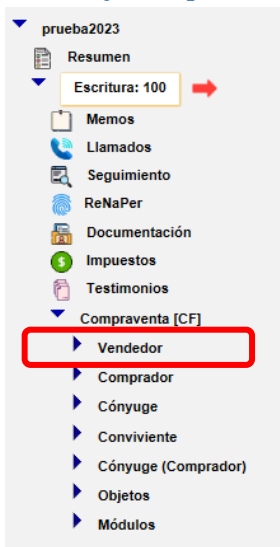 prueba2023
Resumen
Escritura: 100
Memos
Llamados
Seguimiento
ReNaPer
Documentación
Impuestos
Testimonios
Compraventa [CF]
Vendedor
Comprador
Cónyuge
Conviviente
Cónyuge (Comprador)
Objetos
Módulos